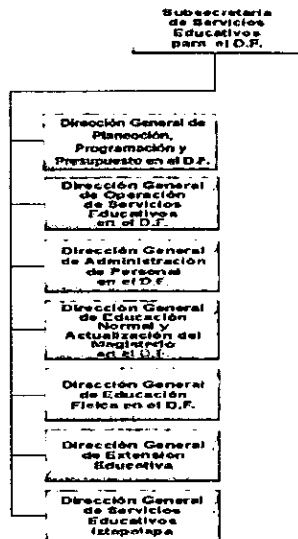 Subsecretaría
de Servicios
Educativos
para el D.F.
Dirección General de
Planeación,
Programación y
Presupuesto en el D.F.
Dirección General
de Operación
de Servicios
Educativos
en el D.F.
Dirección General
de Administración
de Personal
en el D.F.
Dirección General
de Educación
Normal y
Actualización del
Magisterio
en el D.F.
Dirección General
de Educación
Física en el D.F.
Dirección General
de Extensión
Educativa
Dirección General
de Servicios
Educativos
Iztapalapa